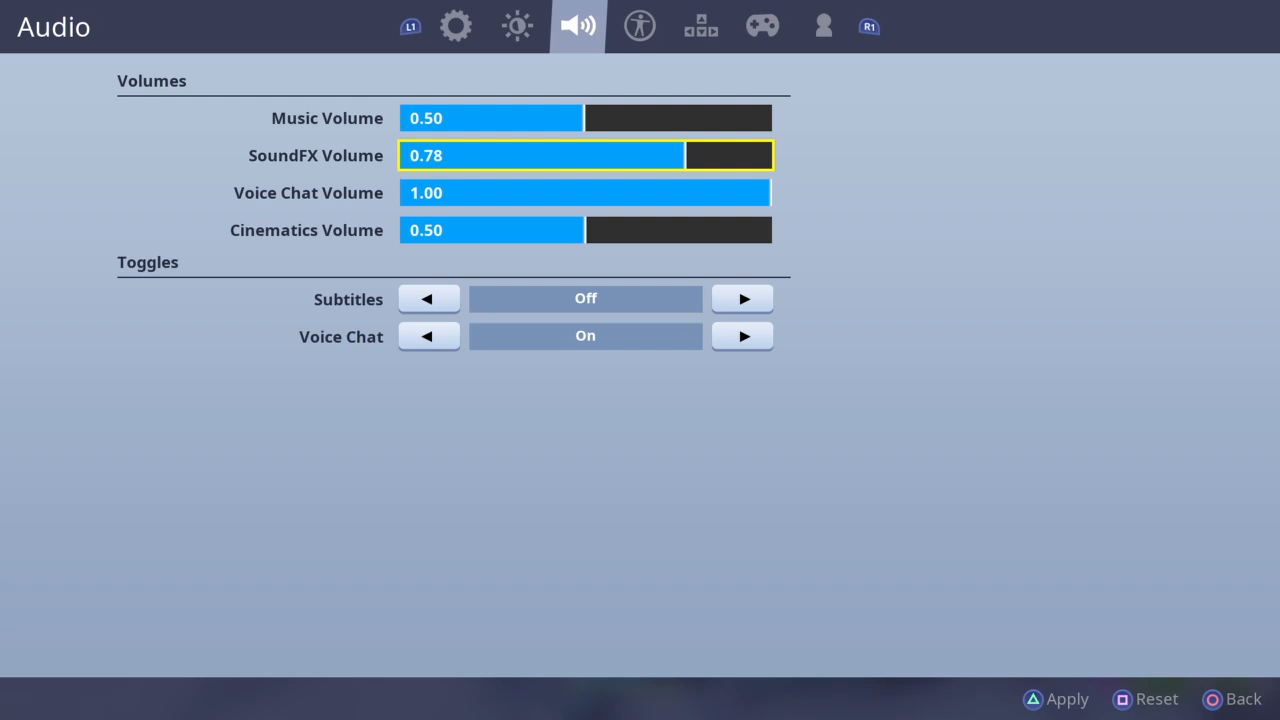 Audio
L1
R1
Volumes
Music Volume 0.50
SoundFX Volume 0.78
Voice Chat Volume 1.00
Cinematics Volume 0.50
Toggles
Subtitles Off
Voice Chat On
Apply Reset Back